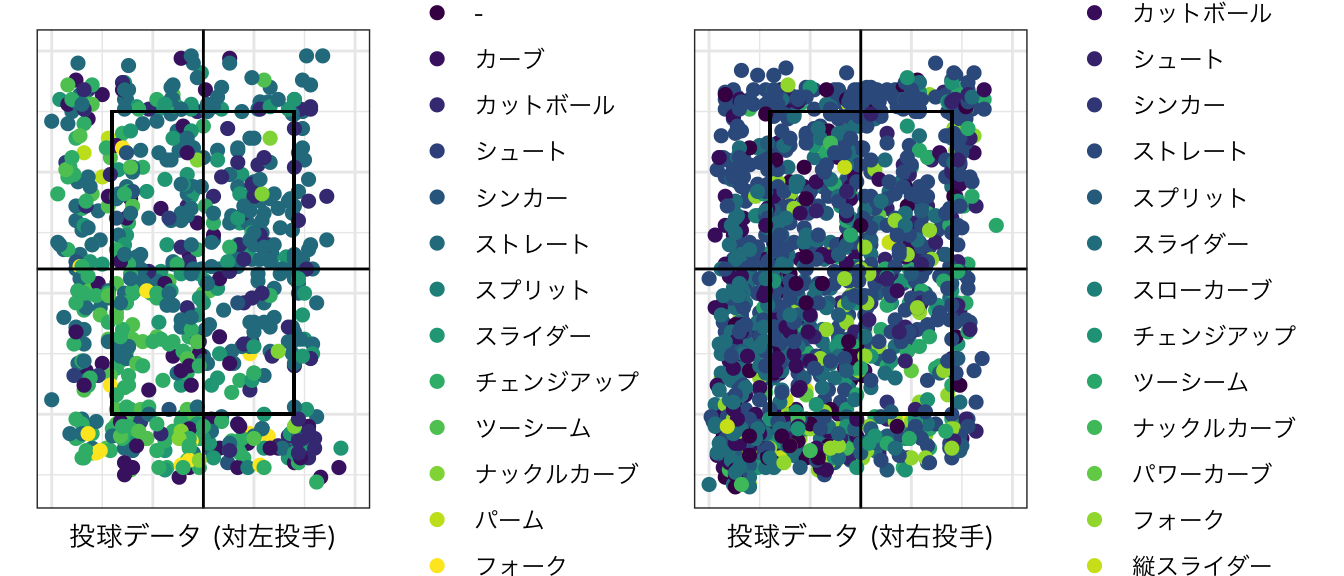 -
カーブ
カットボール
シュート
シンカー
ストレート
スプリット
スライダー
チェンジアップ
ツーシーム
ナックルカーブ
パーム
フォーク
投球データ (対左投手)
カットボール
シュート
シンカー
ストレート
スプリット
スライダー
スローカーブ
チェンジアップ
ツーシーム
ナックルカーブ
パワーカーブ
フォーク
縦スライダー
投球データ (対右投手)